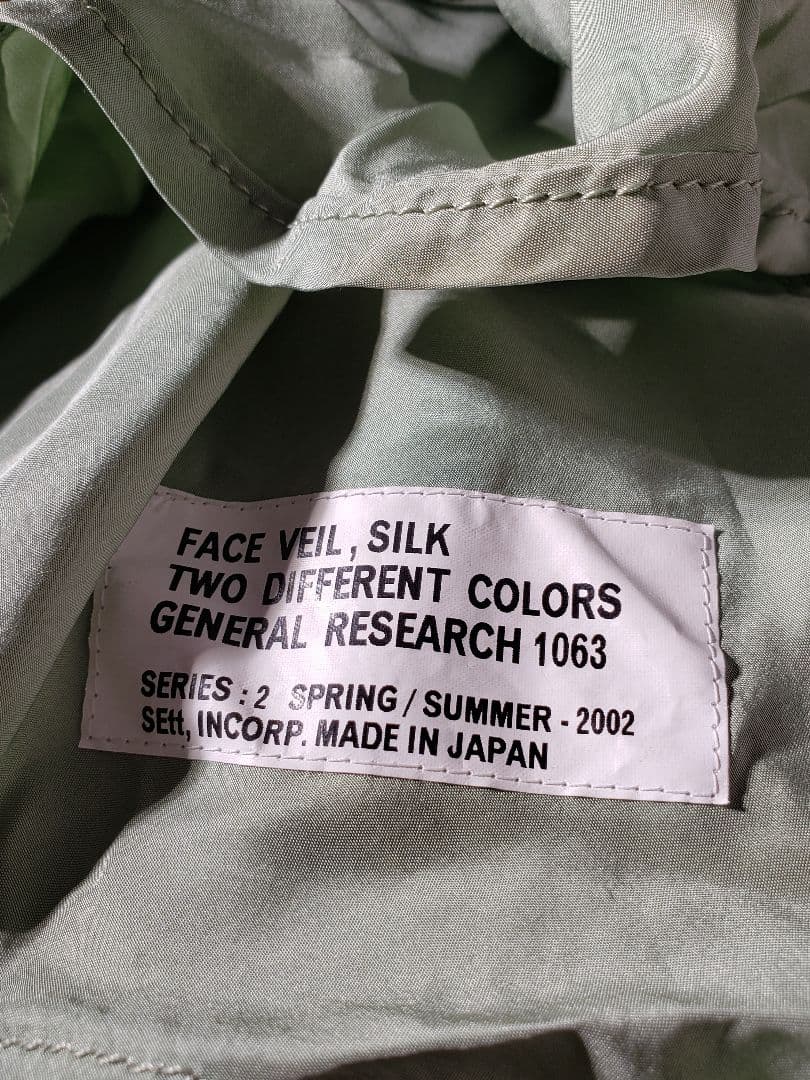 FACE VEIL, SILK
TWO DIFFERENT COLORS
GENERAL RESEARCH 1063
SERIES : 2 SPRING / SUMMER - 2002
SEtt, INCORP. MADE IN JAPAN